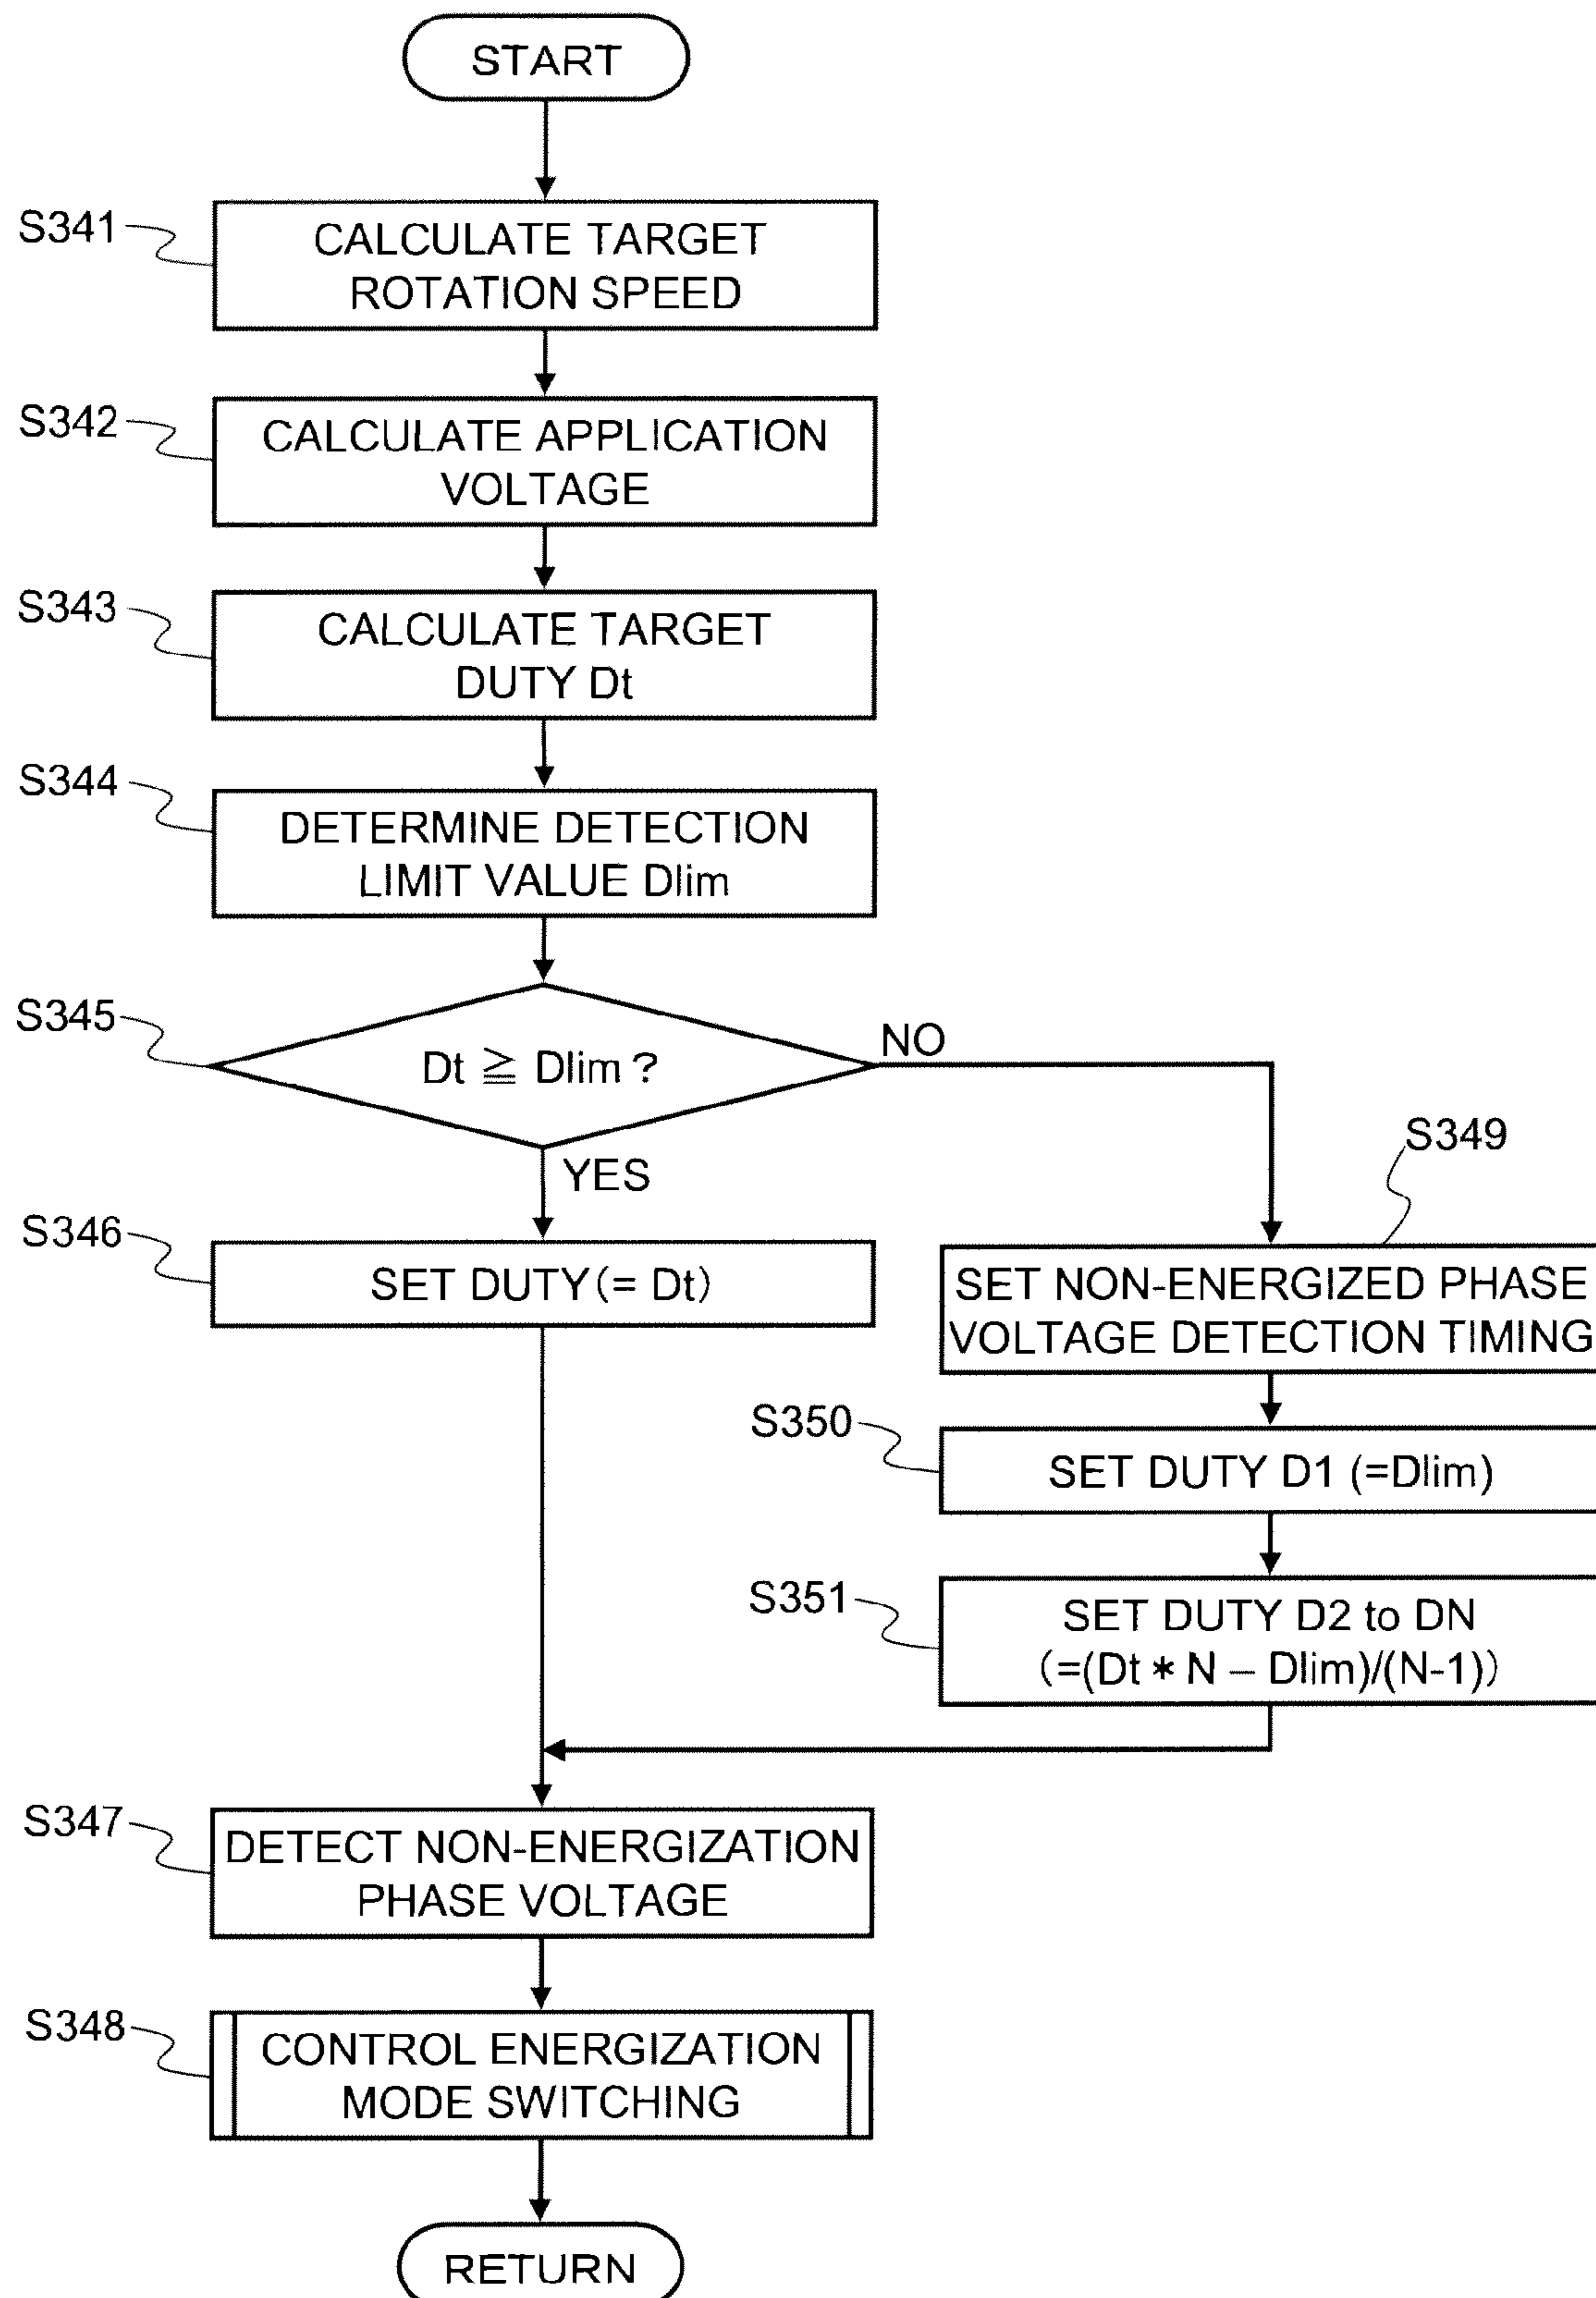 START
S341
CALCULATE TARGET
ROTATION SPEED
S342
CALCULATE APPLICATION
VOLTAGE
S343
CALCULATE TARGET
DUTY Dt
S344
DETERMINE DETECTION
LIMIT VALUE Dlim
S345
Dt ≧ Dlim ?
NO
YES
S346
SET DUTY (= Dt)
S349
SET NON-ENERGIZED PHASE
VOLTAGE DETECTION TIMING
S350
SET DUTY D1 (=Dlim)
S351
SET DUTY D2 to DN
(=(Dt * N – Dlim)/(N-1))
S347
DETECT NON-ENERGIZATION
PHASE VOLTAGE
S348
CONTROL ENERGIZATION
MODE SWITCHING
RETURN